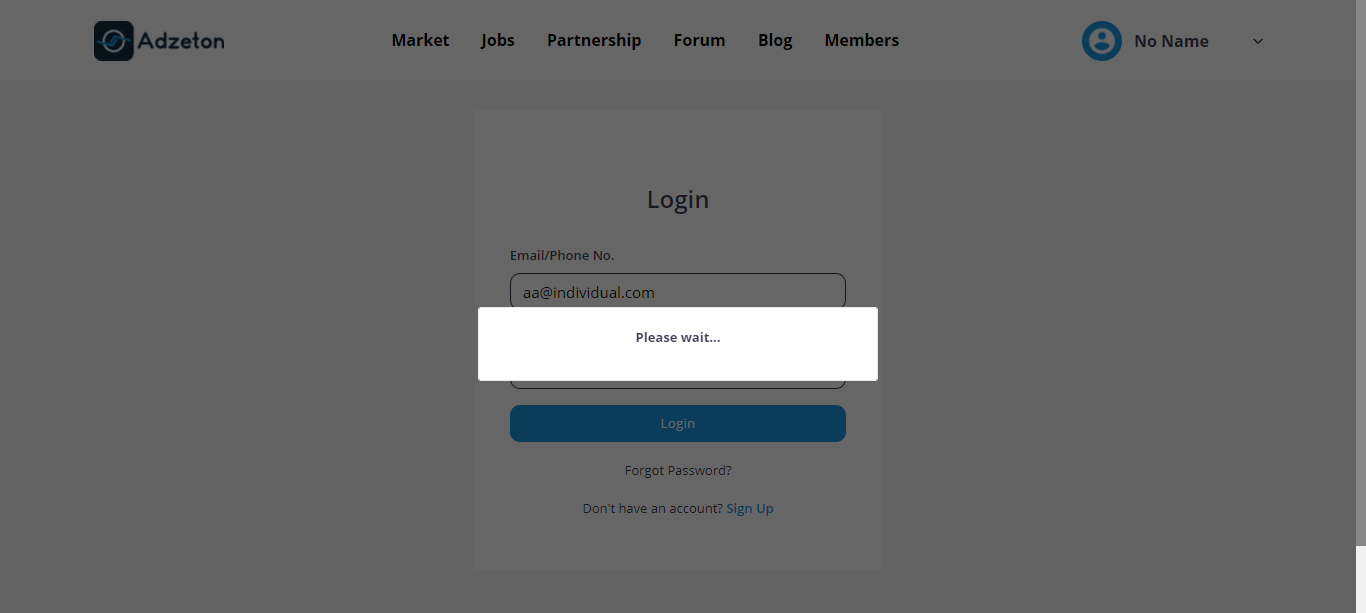 Adzeton Market Jobs Partnership Forum Blog Members No Name
Login
Email/Phone No.
aa@individual.com
Please wait...
Login
Forgot Password?
Don't have an account? Sign Up